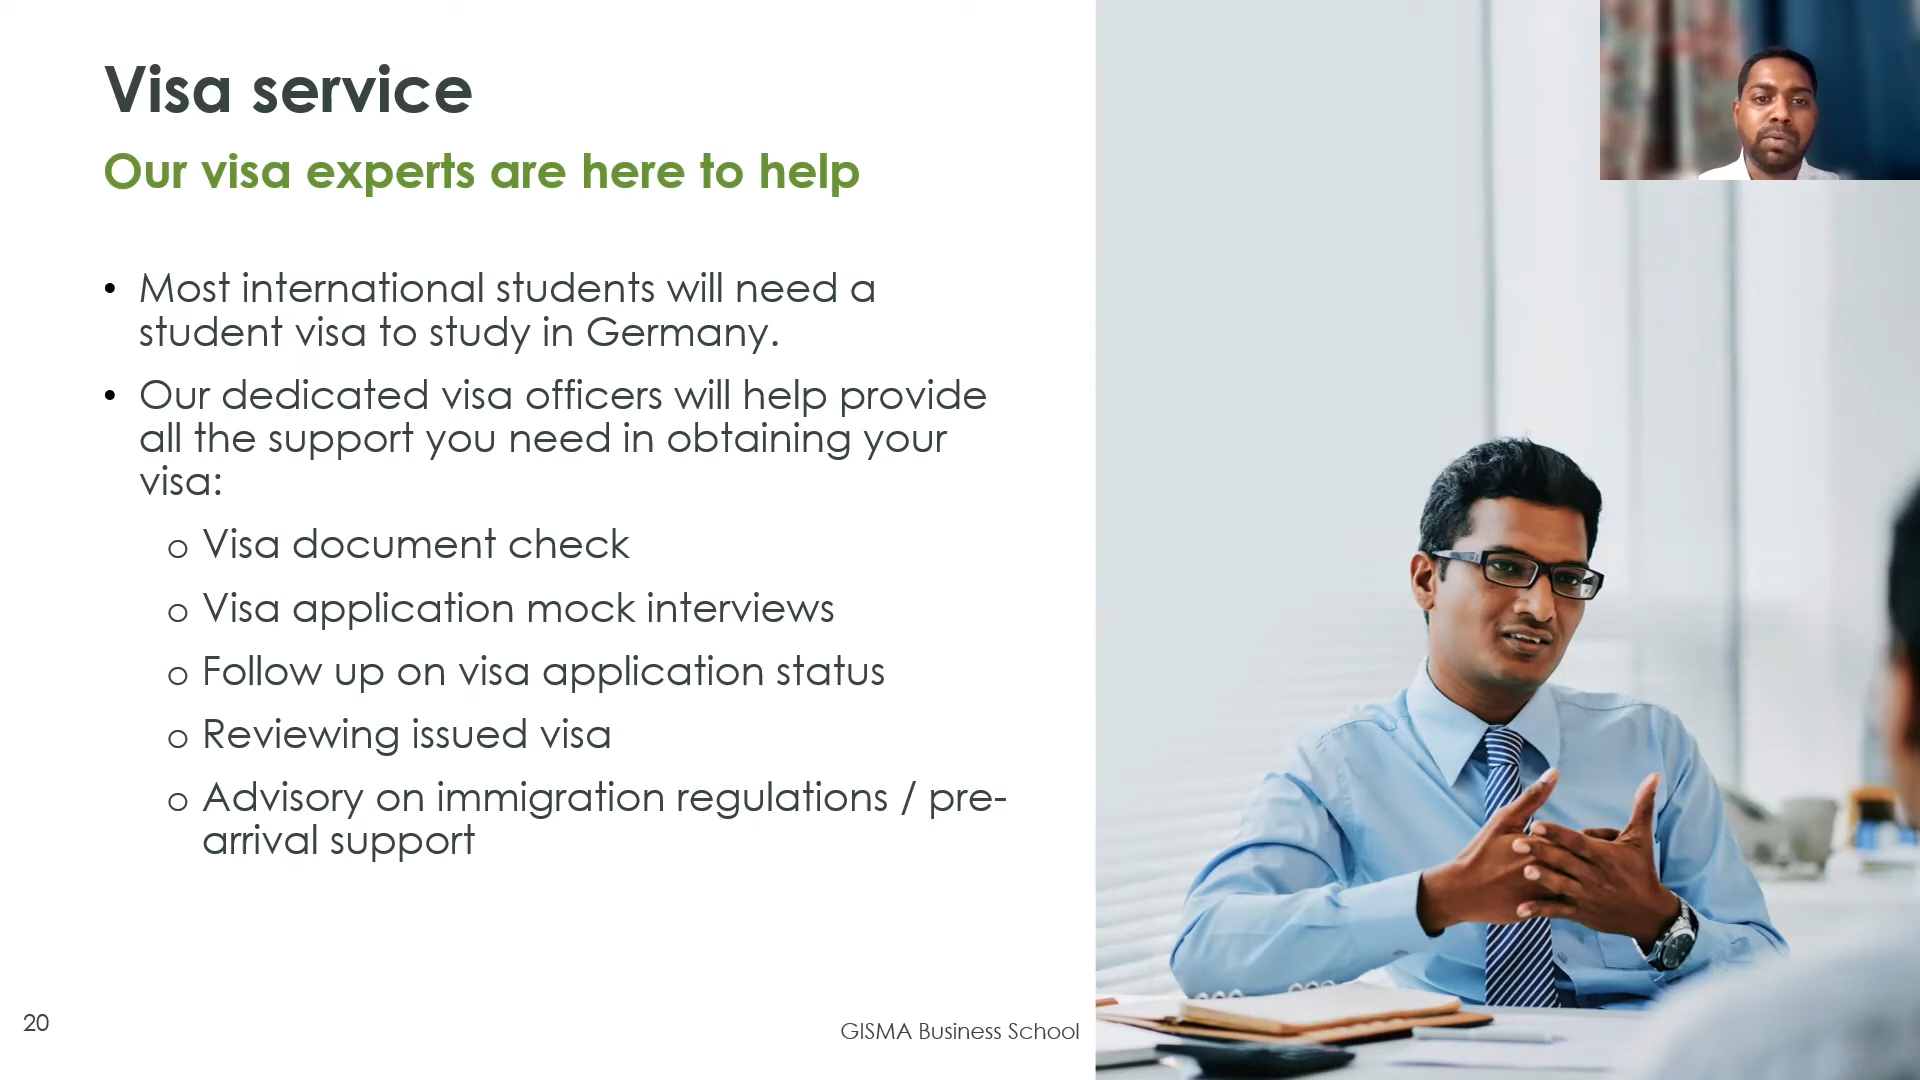 Visa service
Our visa experts are here to help
• Most international students will need a
student visa to study in Germany.
• Our dedicated visa officers will help provide
all the support you need in obtaining your
visa:
o Visa document check
o Visa application mock interviews
o Follow up on visa application status
o Reviewing issued visa
o Advisory on immigration regulations / pre-
arrival support
20
GISMA Business School